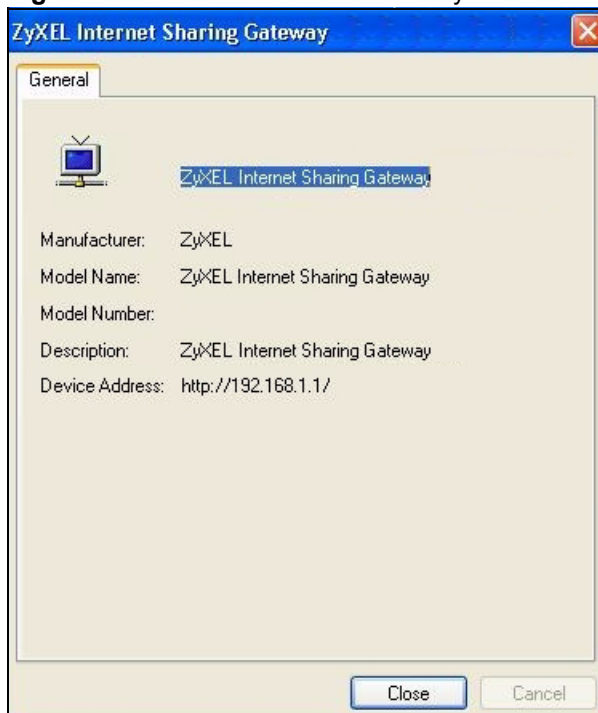 ZyXEL Internet Sharing Gateway
General
ZyXEL Internet Sharing Gateway
Manufacturer: ZyXEL
Model Name: ZyXEL Internet Sharing Gateway
Model Number:
Description: ZyXEL Internet Sharing Gateway
Device Address: http://192.168.1.1/
Close Cancel